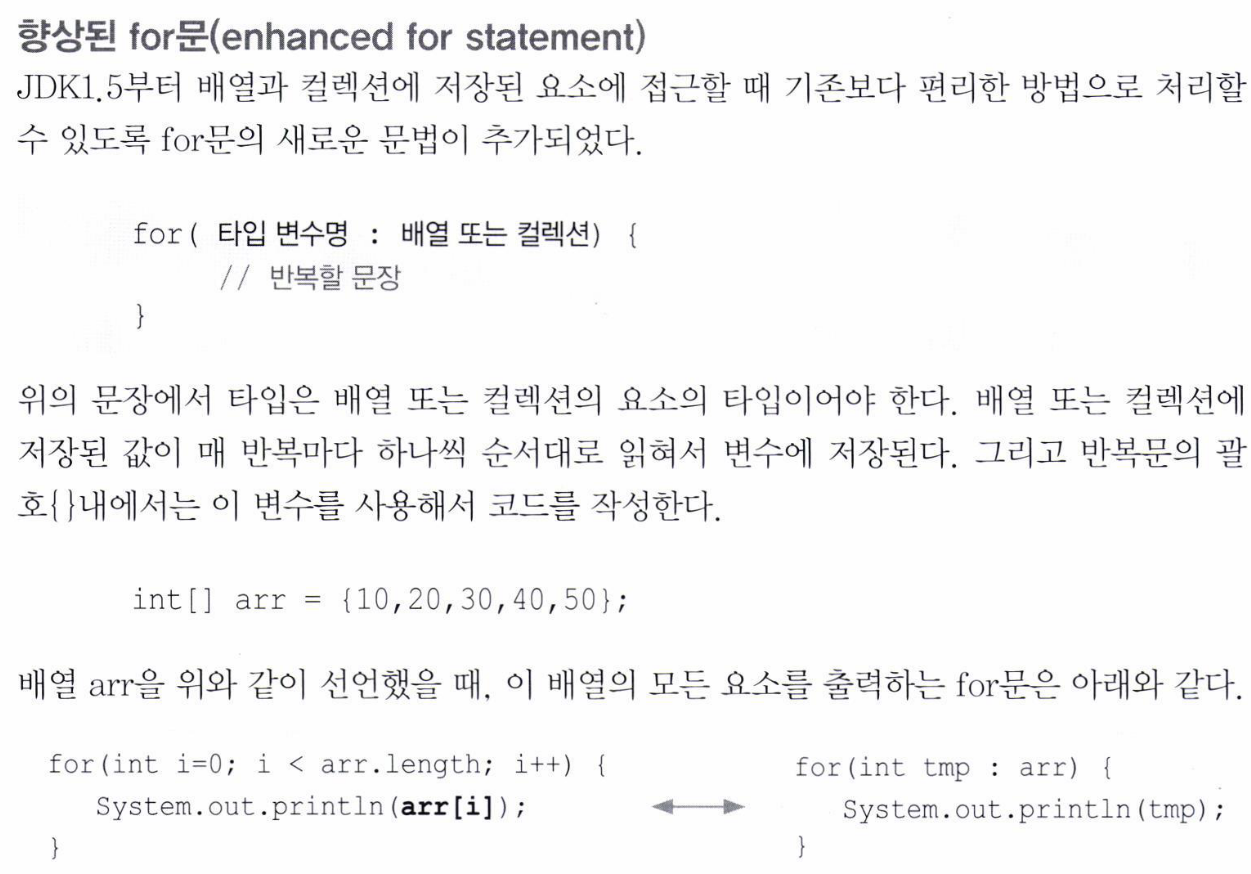 향상된 for문(enhanced for statement)
JDK1.5부터 배열과 컬렉션에 저장된 요소에 접근할 때 기존보다 편리한 방법으로 처리할
수 있도록 for문의 새로운 문법이 추가되었다.
for( 타입 변수명 : 배열 또는 컬렉션) {
// 반복할 문장
}
위의 문장에서 타입은 배열 또는 컬렉션의 요소의 타입이어야 한다. 배열 또는 컬렉션에
저장된 값이 매 반복마다 하나씩 순서대로 읽혀서 변수에 저장된다. 그리고 반복문의 괄
호{}내에서는 이 변수를 사용해서 코드를 작성한다.
int[] arr = {10,20,30,40,50};
배열 arr을 위와 같이 선언했을 때, 이 배열의 모든 요소를 출력하는 for문은 아래와 같다.
for(int i=0; i < arr.length; i++) {
System.out.println(arr[i]);
}
for(int tmp : arr) {
System.out.println(tmp);
}